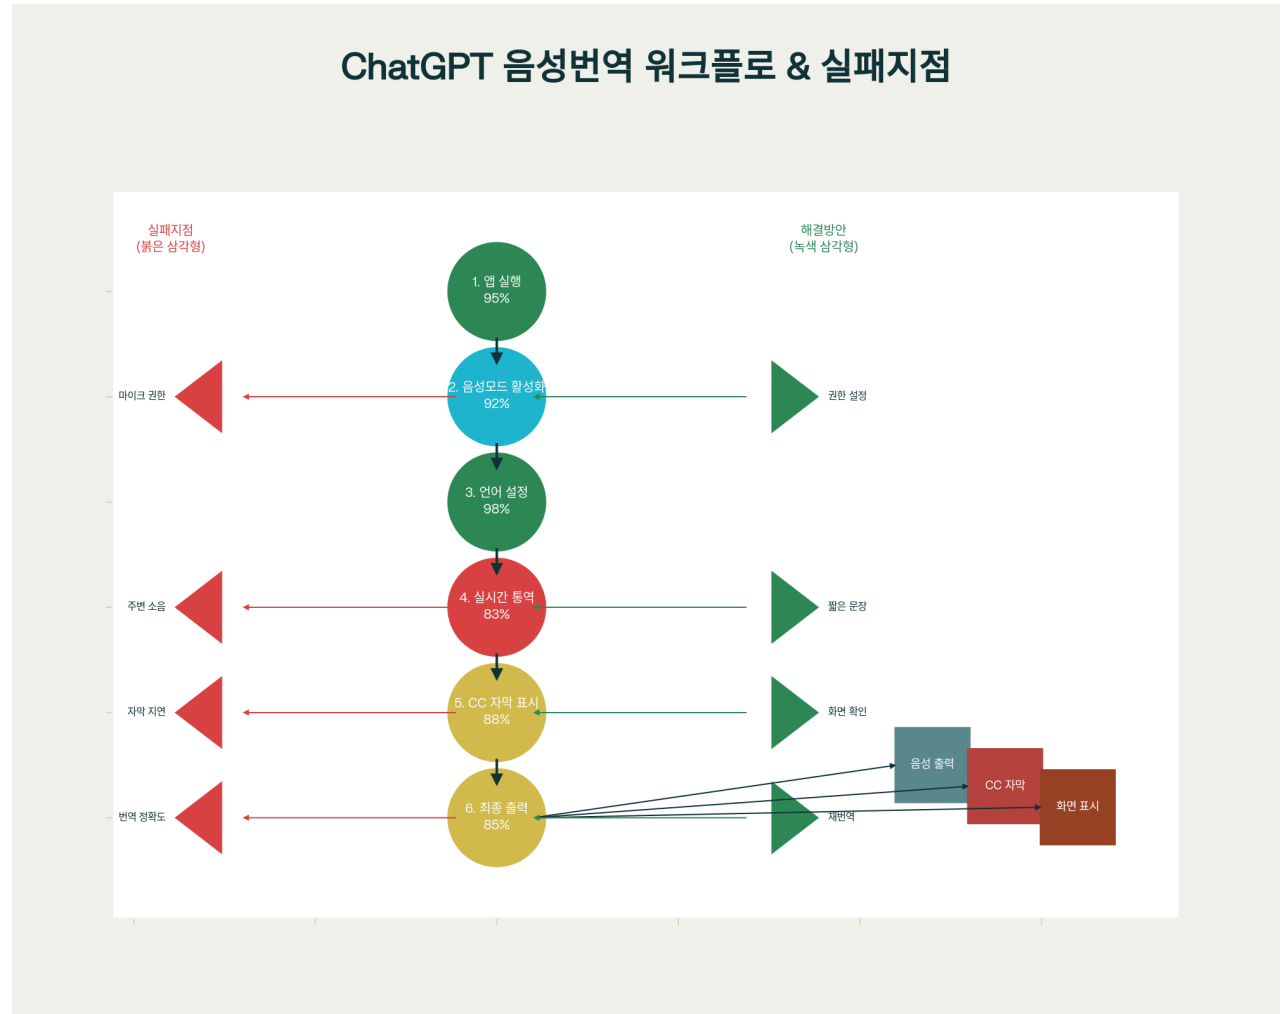 ChatGPT 음성번역 워크플로 & 실패지점
실패지점
(붉은 삼각형)
해결방안
(녹색 삼각형)
1. 앱 실행
95%
마이크 권한
2. 음성모드 활성화
92%
권한 설정
3. 언어 설정
98%
주변 소음
4. 실시간 통역
83%
짧은 문장
자막 지연
5. CC 자막 표시
88%
화면 확인
음성 출력
CC 자막
화면 표시
번역 정확도
6. 최종 출력
85%
재번역